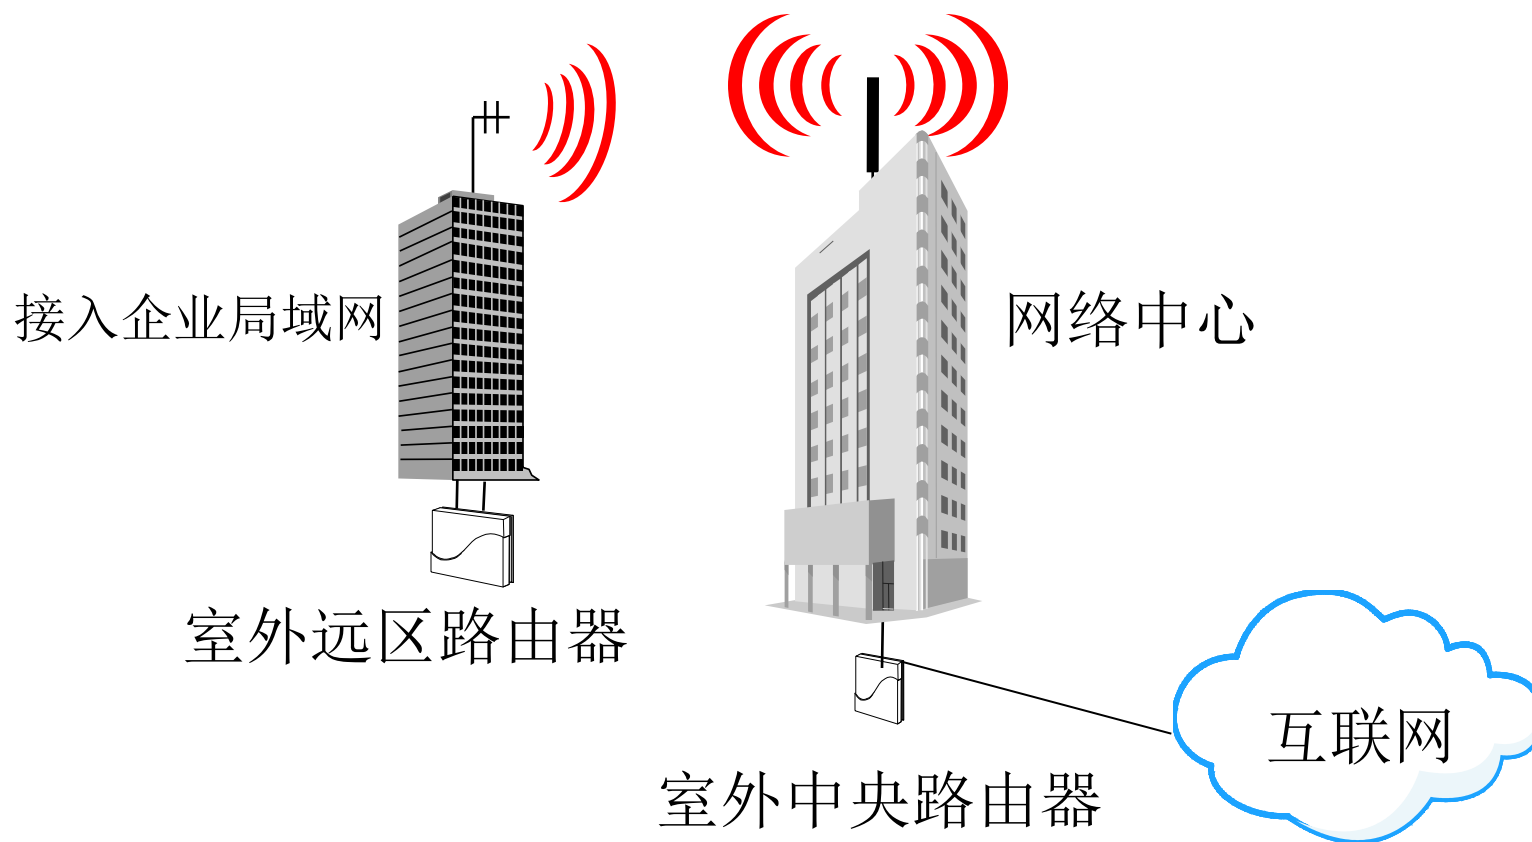 接入企业局域网
网络中心
室外远区路由器
互联网
室外中央路由器